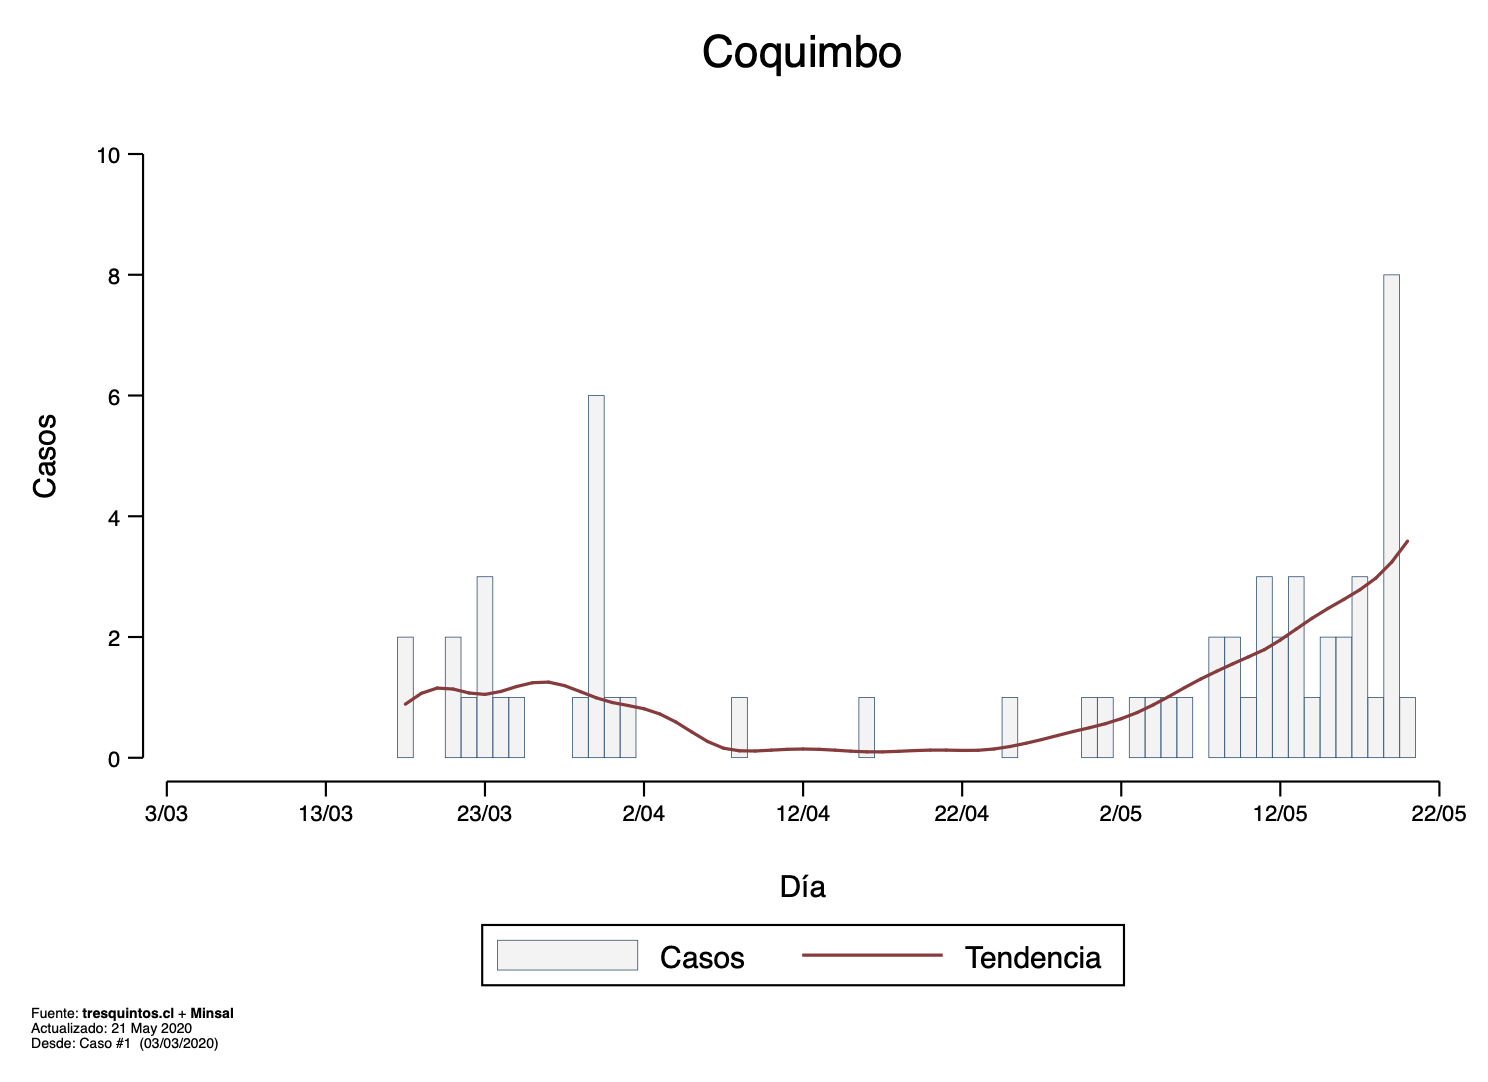 Coquimbo
10
8
6
4
2
0
Casos
3/03 13/03 23/03 2/04 12/04 22/04 2/05 12/05 22/05
Día
Casos Tendencia
Fuente: tresquintos.cl + Minsal
Actualizado: 21 May 2020
Desde: Caso #1 (03/03/2020)